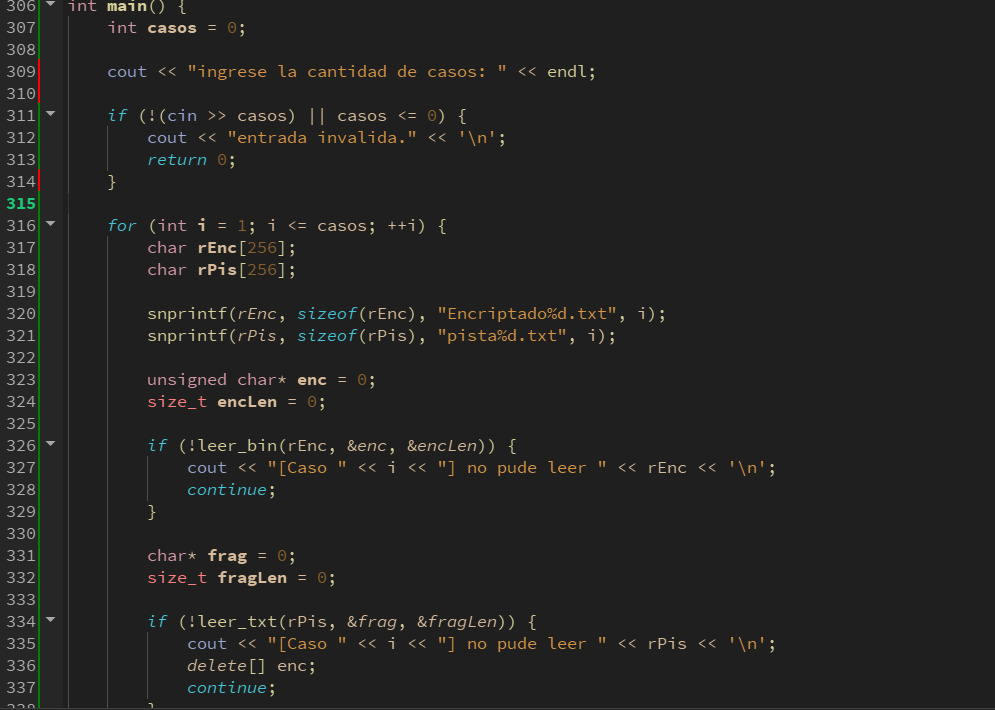 306 int main() {
307 int casos = 0;
308
309 cout << "ingrese la cantidad de casos: " << endl;
310
311 if (!(cin >> casos) || casos <= 0) {
312 cout << "entrada invalida." << '\n';
313 return 0;
314 }
315
316 for (int i = 1; i <= casos; ++i) {
317 char rEnc[256];
318 char rPis[256];
319
320 snprintf(rEnc, sizeof(rEnc), "Encriptado%d.txt", i);
321 snprintf(rPis, sizeof(rPis), "pista%d.txt", i);
322
323 unsigned char* enc = 0;
324 size_t encLen = 0;
325
326 if (!leer_bin(rEnc, &enc, &encLen)) {
327 cout << "[Caso " << i << "] no pude leer " << rEnc << '\n';
328 continue;
329 }
330
331 char* frag = 0;
332 size_t fragLen = 0;
333
334 if (!leer_txt(rPis, &frag, &fragLen)) {
335 cout << "[Caso " << i << "] no pude leer " << rPis << '\n';
336 delete[] enc;
337 continue;
338 }